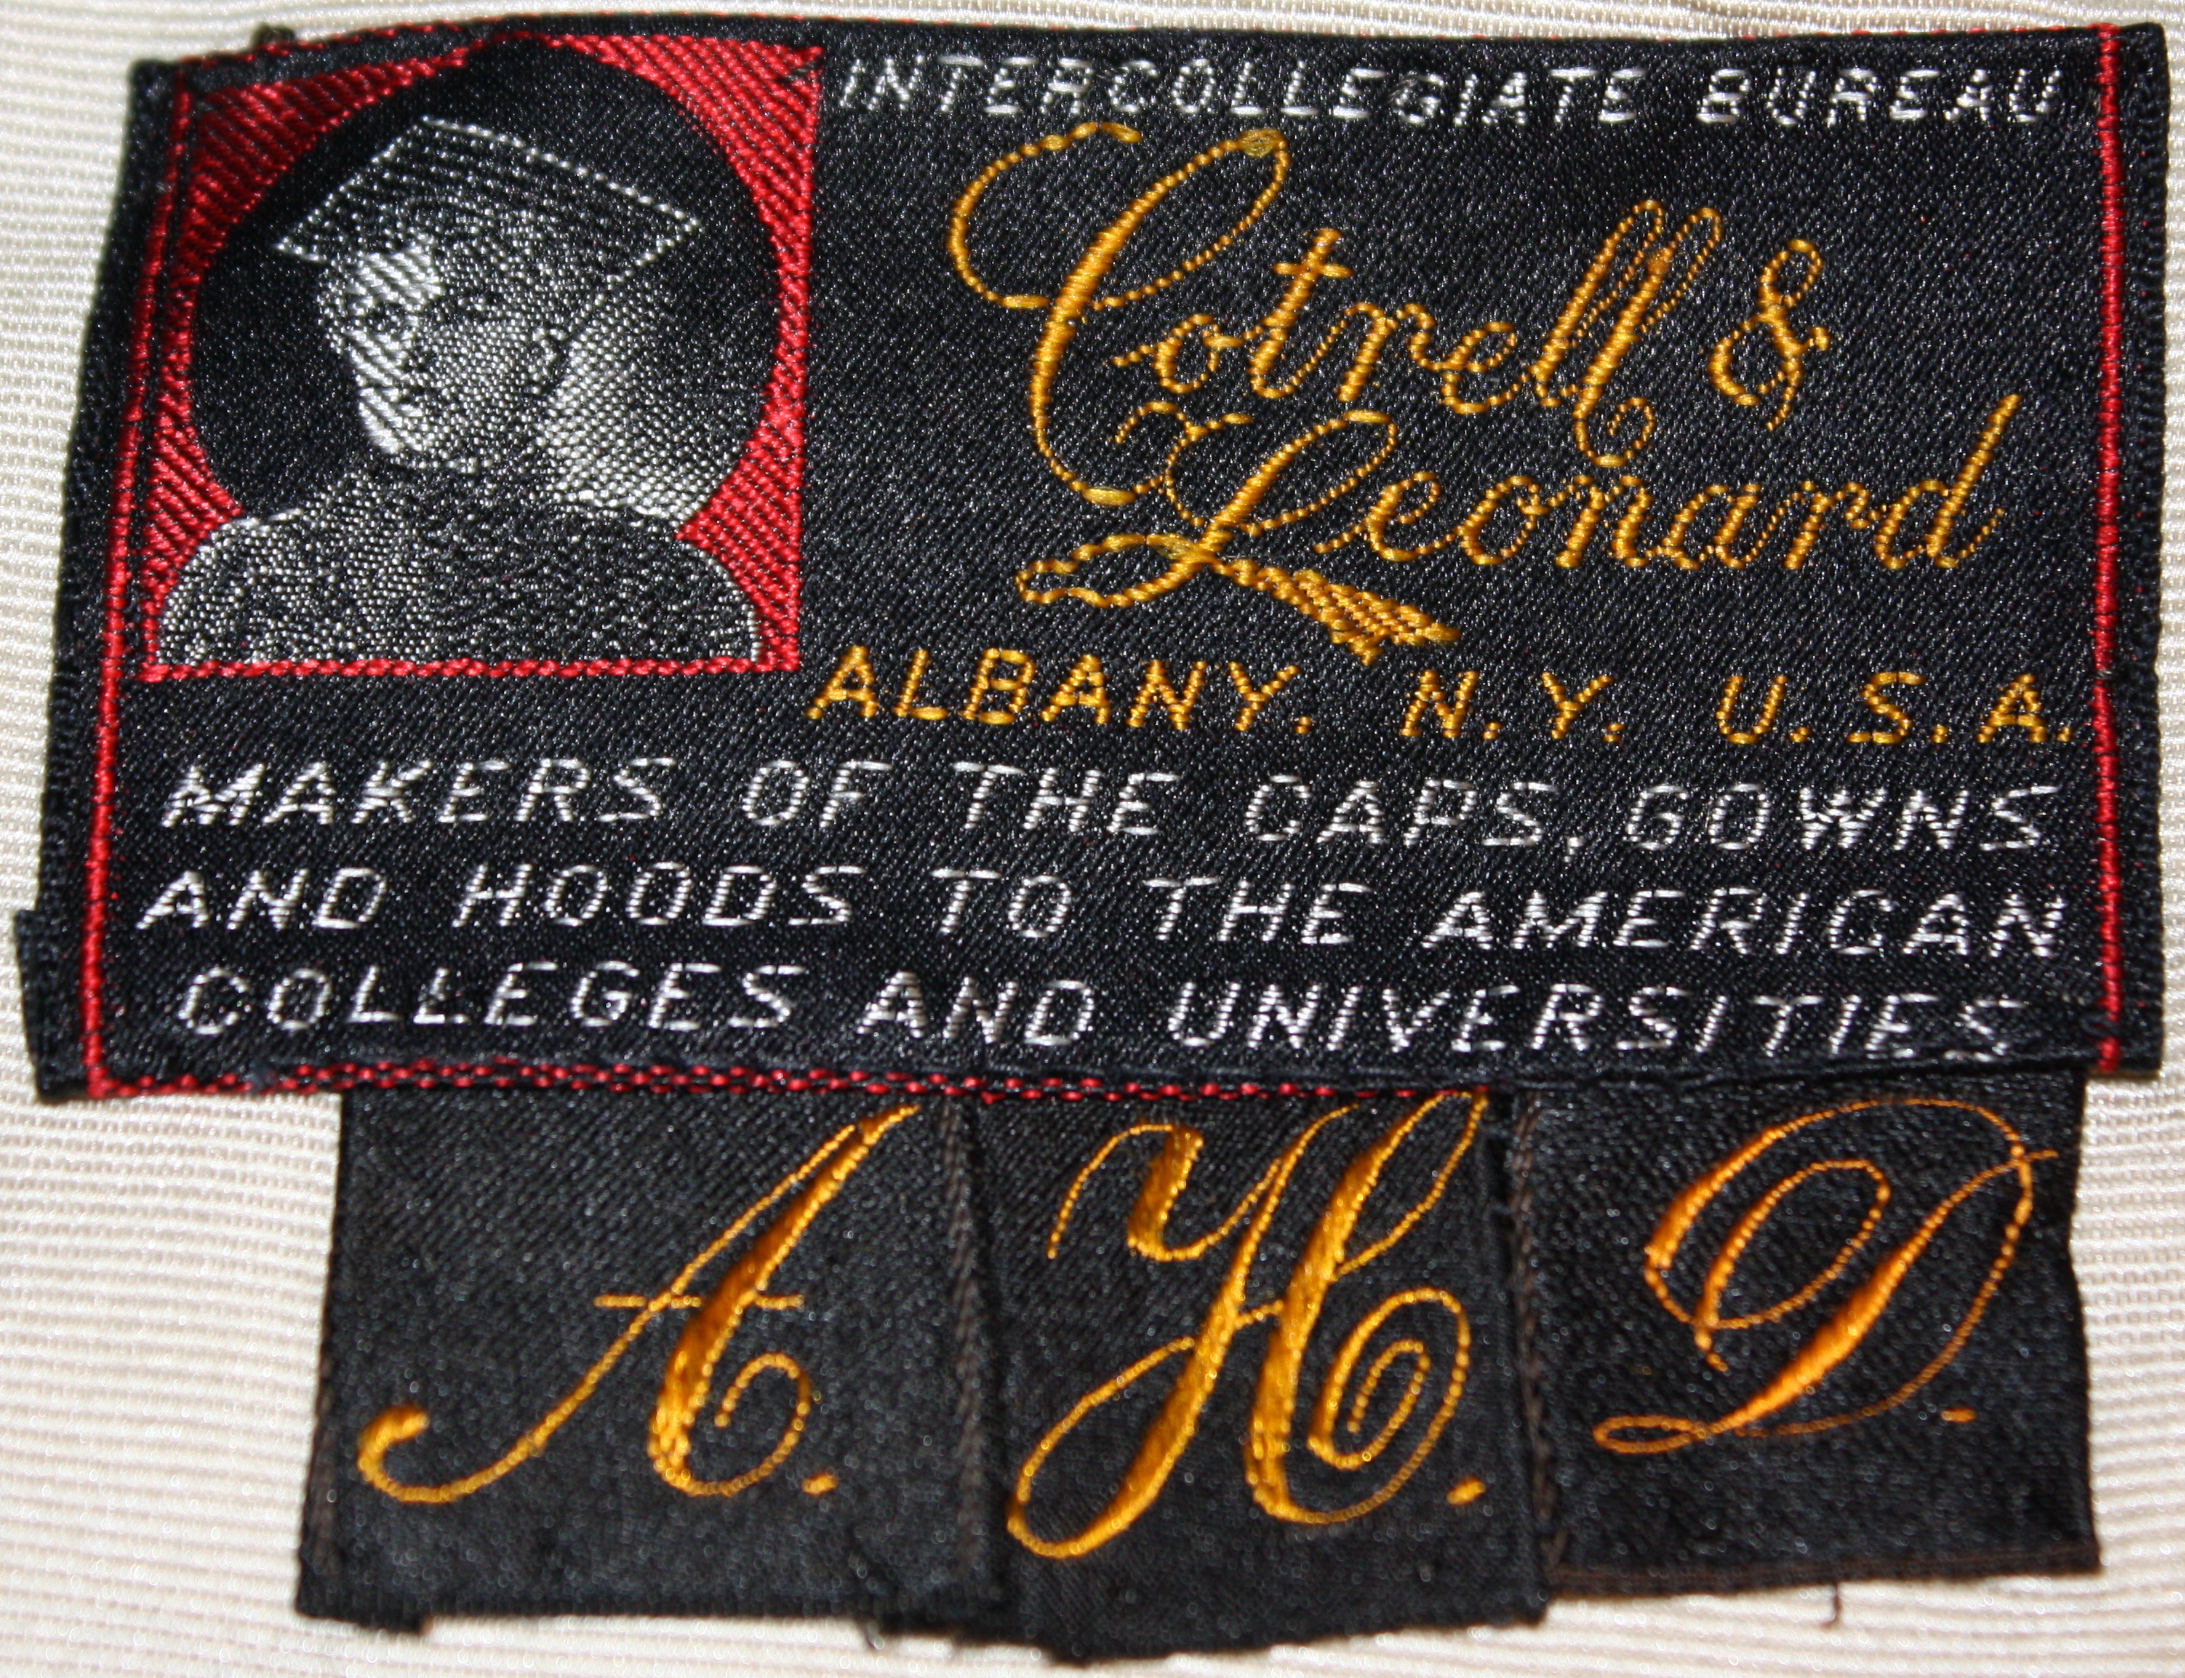 INTERCOLLEGIATE BUREAU
Cotrell &
Leonard
ALBANY. N.Y. U.S.A.
MAKERS OF THE CAPS, GOWNS
AND HOODS TO THE AMERICAN
COLLEGES AND UNIVERSITIES
A. H. D.